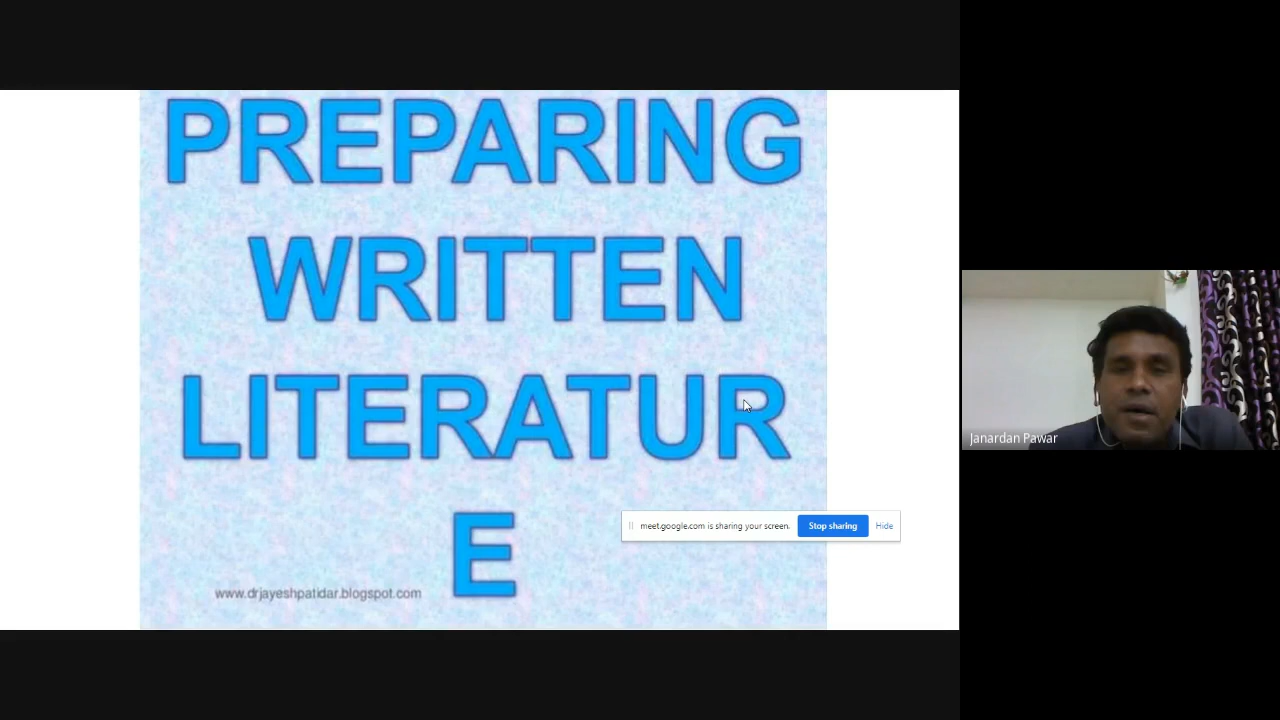 PREPARING
WRITTEN
LITERATUR
E
meet.google.com is sharing your screen.
Stop sharing
Hide
www.drjayeshpatidar.blogspot.com
Janardan Pawar